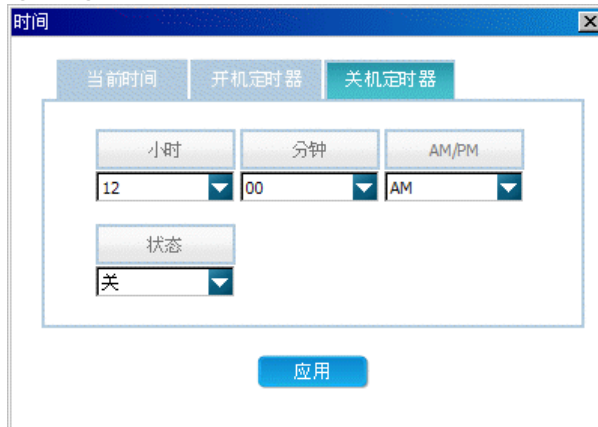 时间
当前时间 开机定时器 关机定时器
小时 分钟 AM/PM
12 00 AM
状态
关
应用